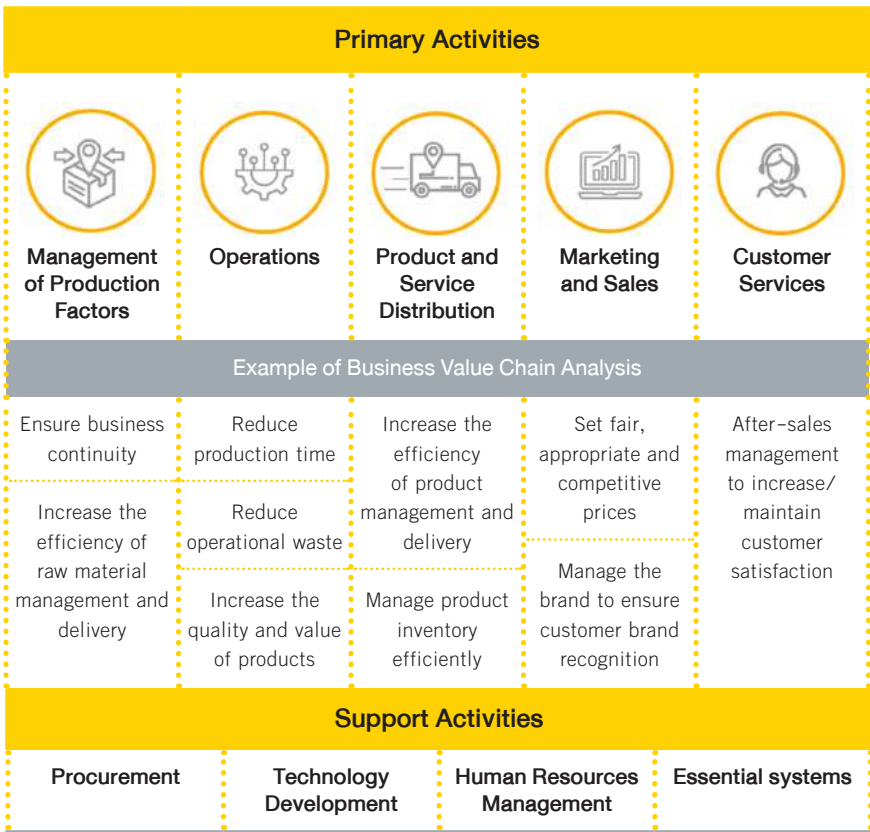 Primary Activities
Management
of Production
Factors
Operations
Product and
Service
Distribution
Marketing
and Sales
Customer
Services
Example of Business Value Chain Analysis
Ensure business
continuity
Increase the
efficiency of
raw material
management and
delivery
Reduce
production time
Reduce
operational waste
Increase the
quality and value
of products
Increase the
efficiency
of product
management and
delivery
Manage product
inventory
efficiently
Set fair,
appropriate and
competitive
prices
Manage the
brand to ensure
customer brand
recognition
After-sales
management
to increase/
maintain
customer
satisfaction
Support Activities
Procurement
Technology
Development
Human Resources
Management
Essential systems